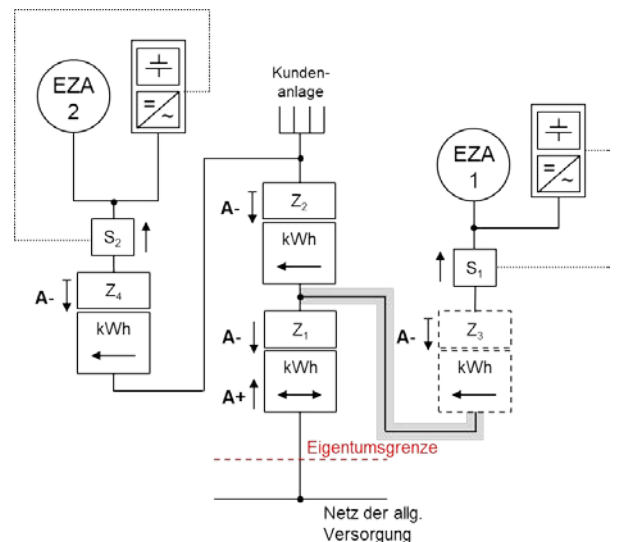 EZA
2
=
~
Kunden-
anlage
EZA
1
=
~
S₂
A-
Z₂
kWh
S₁
A-
Z₄
kWh
A-
Z₁
kWh
A+
A-
Z₃
kWh
Eigentumsgrenze
Netz der allg.
Versorgung